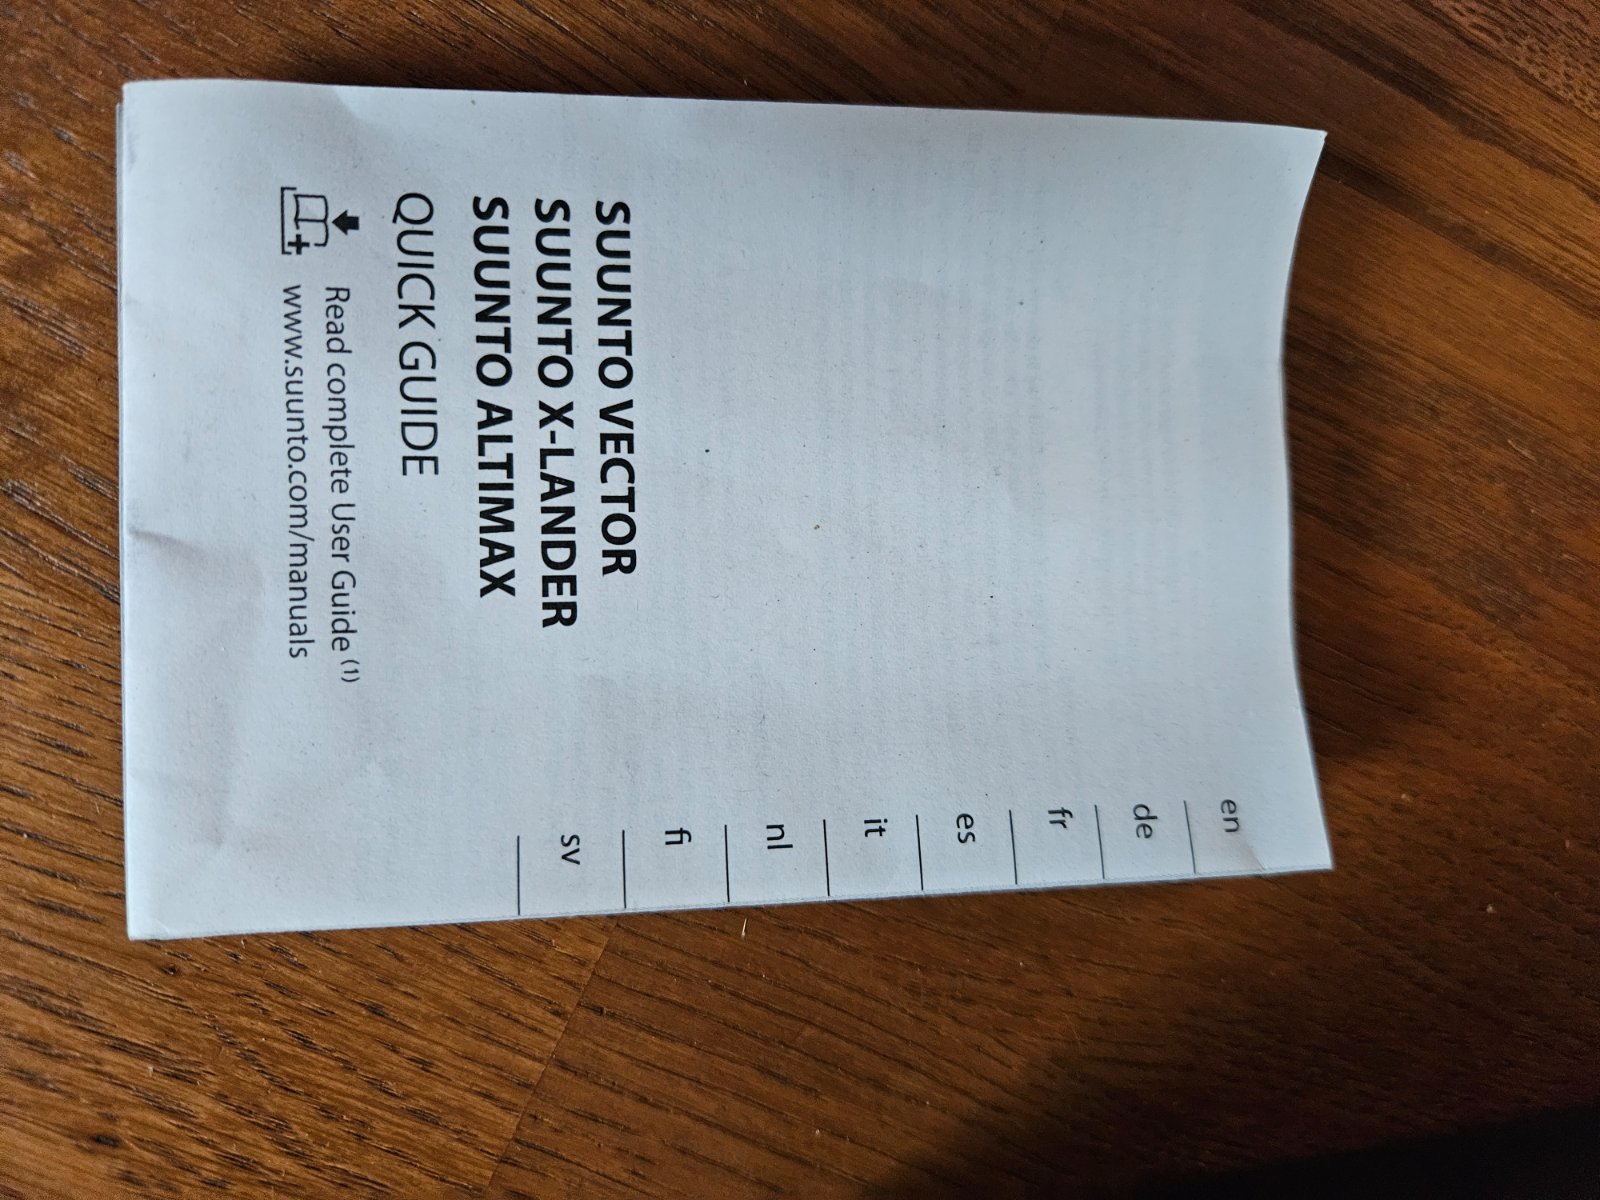 en
de
fr
es
it
nl
fi
sv
SUUNTO VECTOR
SUUNTO X-LANDER
SUUNTO ALTIMAX
QUICK GUIDE
Read complete User Guide (1)
www.suunto.com/manuals